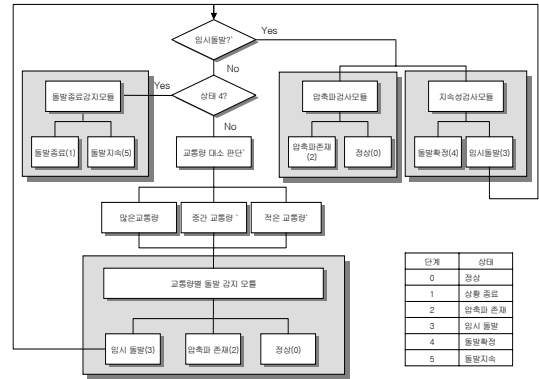 임시돌발?`
Yes
No
상태 4?
Yes
No
돌발종료감지모듈
돌발종료(1)
돌발지속(5)
압축파검사모듈
압축파존재
(2)
정상(0)
지속성검사모듈
돌발확정(4)
임시돌발(3)
교통량 대소 판단`
많은교통량
중간 교통량 `
적은 교통량`
교통량별 돌발 감지 모듈
임시 돌발(3)
압축파 존재(2)
정상(0)
단계 상태
0 정상
1 상황 종료
2 압축파 존재
3 임시 돌발
4 돌발확정
5 돌발지속